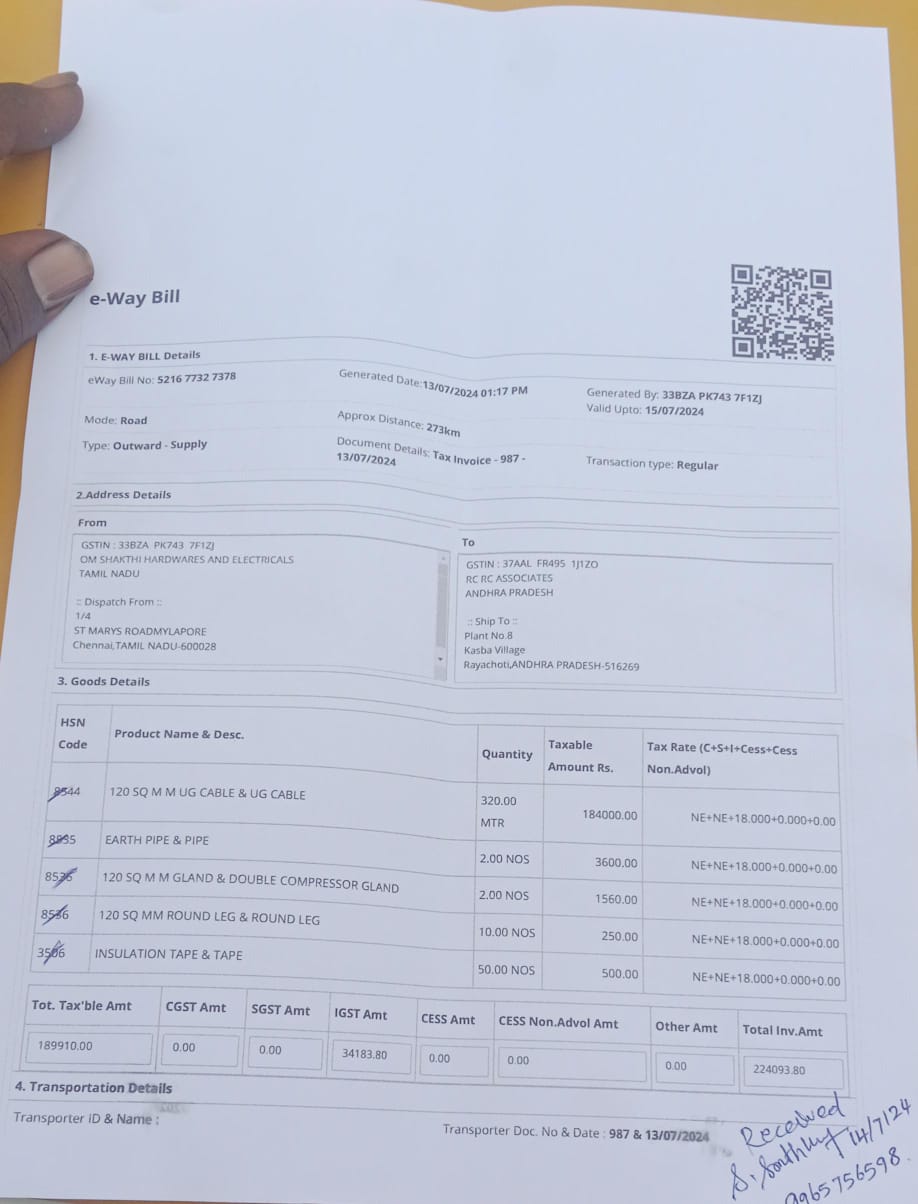 e-Way Bill
1. E-WAY BILL Details
eWay Bill No: 5216 7732 7378 Generated Date:13/07/2024 01:17 PM Generated By: 33BZA PK743 7F1ZJ
Valid Upto: 15/07/2024
Mode: Road Approx Distance: 273km
Type: Outward - Supply Document Details: Tax Invoice - 987 - Transaction type: Regular
13/07/2024
2.Address Details
From
GSTIN : 33BZA PK743 7F1ZJ
OM SHAKTHI HARDWARES AND ELECTRICALS
TAMIL NADU
:: Dispatch From ::
1/4
ST MARYS ROADMYLAPORE
Chennai,TAMIL NADU-600028
To
GSTIN : 37AAL FR495 1J1ZO
RC RC ASSOCIATES
ANDHRA PRADESH
:: Ship To ::
Plant No.8
Kasba Village
Rayachoti,ANDHRA PRADESH-516269
3. Goods Details
HSN Code Product Name & Desc. Quantity Taxable Amount Rs. Tax Rate (C+S+I+Cess+Cess Non.Advol)
8544 120 SQ M M UG CABLE & UG CABLE 320.00 MTR 184000.00 NE+NE+18.000+0.000+0.00
EARTH PIPE & PIPE 2.00 NOS 3600.00 NE+NE+18.000+0.000+0.00
8536 120 SQ M M GLAND & DOUBLE COMPRESSOR GLAND 2.00 NOS 1560.00 NE+NE+18.000+0.000+0.00
8536 120 SQ MM ROUND LEG & ROUND LEG 10.00 NOS 250.00 NE+NE+18.000+0.000+0.00
3506 INSULATION TAPE & TAPE 50.00 NOS 500.00 NE+NE+18.000+0.000+0.00
Tot. Tax'ble Amt CGST Amt SGST Amt IGST Amt CESS Amt CESS Non.Advol Amt Other Amt Total Inv.Amt
189910.00 0.00 0.00 34183.80 0.00 0.00 0.00 224093.80
4. Transportation Details
Transporter ID & Name :
Transporter Doc. No & Date : 987 & 13/07/2024
Received
14/7/24
9965756598